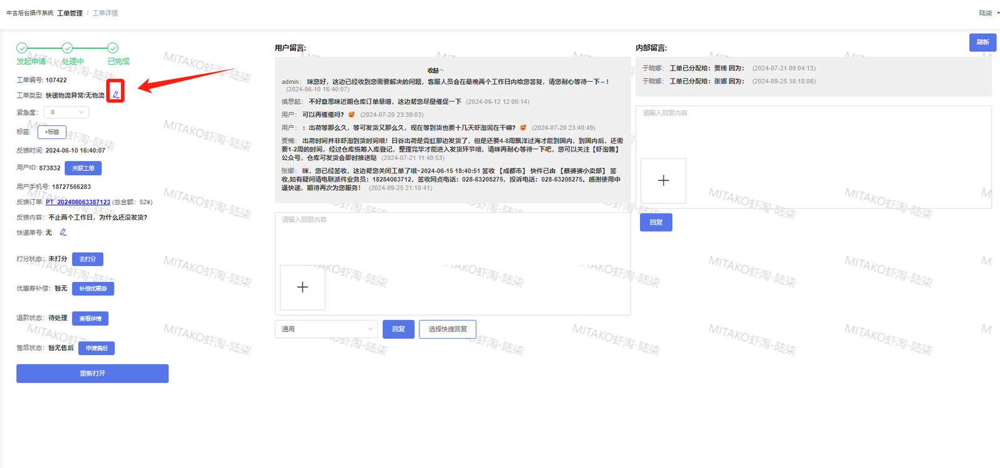 中古后台操作系统 工单管理 / 工单详情
陆柒
刷新
发起申请 处理中 已完成
工单编号: 107422
工单类型: 快递物流异常/无物流
紧急度: 0
标签: +标签
反馈时间: 2024-06-10 16:40:07
用户ID: 873832 关联工单
用户手机号: 18727566283
反馈订单: PT_202406063387123 (总金额: 52¥)
反馈内容: 不止两个工作日，为什么还没发货?
快递单号: 无
打分状态: 未打分 去打分
优惠券补偿: 暂无 补偿优惠券
退款状态: 待处理 查看详情
售后状态: 暂无售后 申请售后
重新打开
用户留言:
收起
admin: 咪您好，这边已经收到您需要解决的问题，客服人员会在最晚两个工作日内给您答复，请您耐心等待一下~！
(2024-06-10 16:40:07)
慎思懿: 不好意思咪近期仓库订单暴增，这边帮您尽量催促一下 (2024-06-12 12:00:14)
用户: 可以再催催吗? 😅 (2024-07-20 23:39:03)
用户: ：出荷等那么久，等可发货又那么久，现在等到货也要十几天虾淘泥在干嘛? 😅 (2024-07-20 23:40:49)
贾楠: 出荷时间并非虾淘到货时间哦！日谷出荷是霓虹那边发货了，但是还要4-8周飘洋过海才能到国内，到国内后，还需
要1-2周的时间，经过仓库统筹入库登记，整理完毕才能进入发货环节哦，请咪再耐心等待一下吧，您可以关注【虾淘酱】
公众号，仓库可发货会即时推送哒 (2024-07-21 11:40:53)
张娜: 咪，您已经签收，这边帮您关闭工单了哦~2024-06-15 18:40:51 签收 【成都市】 快件已由 【蔡婆婆小卖部】 签
收,如有疑问请电联派件业务员：18284063712，签收网点电话：028-63208275，投诉电话：028-63208275。感谢使用中
通快递，期待再次为您服务！ (2024-09-25 21:18:41)
请输入回复内容
通用 回复 选择快捷回复
内部留言:
于晓娜: 工单已分配给：贾楠 因为: (2024-07-21 09:04:13)
于晓娜: 工单已分配给：张娜 因为: (2024-09-25 18:18:08)
请输入回复内容
回复
MITAKO虾淘-陆柒